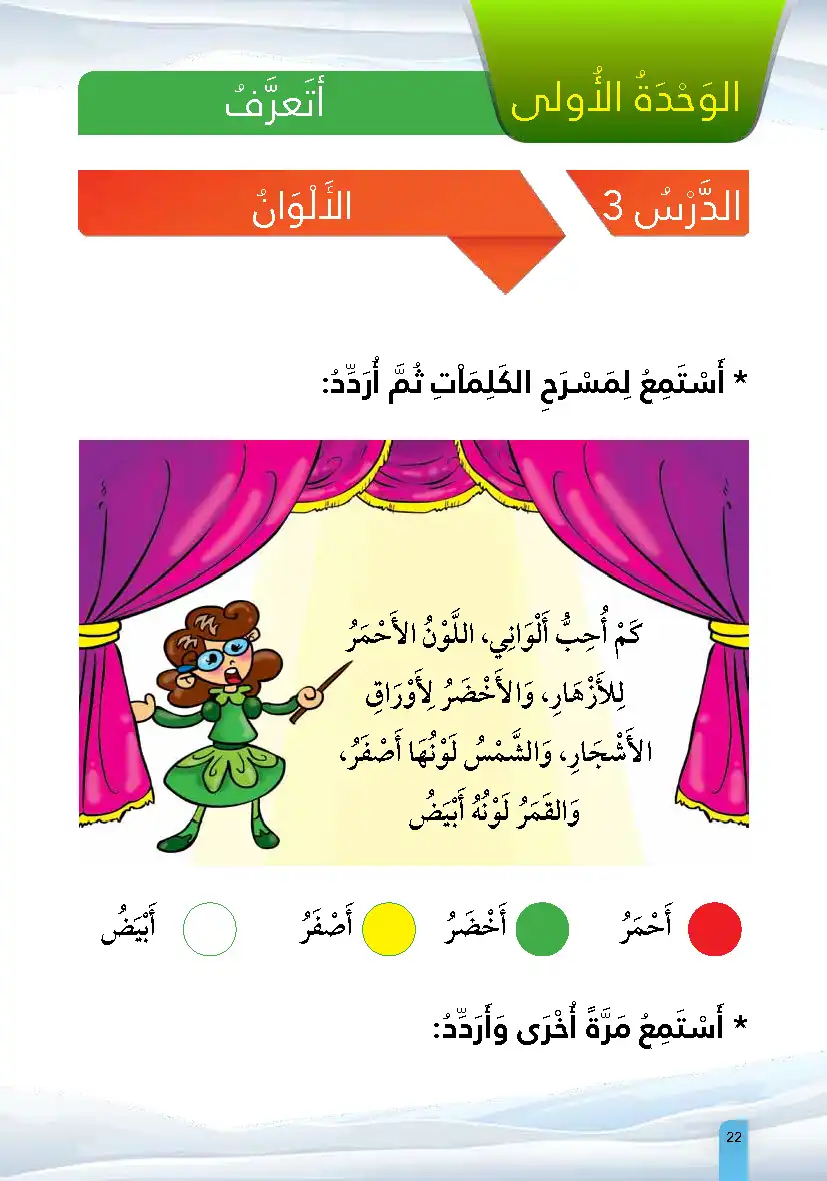 الوَحْدَةُ الأُولى
أتَعرَّفُ
الدَّرْسُ 3
الأَلْوَانُ
* أَسْتَمِعُ لِمَسْرَحِ الكَلِمَاْتِ ثُمَّ أُرَدِّدُ:
كَمْ أُحِبُّ أَلْوَانِي، اللَّوْنُ الأَحْمَرُ
لِلأَزْهَارِ، وَالأَخْضَرُ لِأَوْرَاقِ
الأَشْجَارِ، وَالشَّمْسُ لَوْنُهَا أَصْفَرُ،
وَالقَمَرُ لَوْنُهُ أَبْيَضُ
أَحْمَرُ
أَخْضَرُ
أَصْفَرُ
أَبْيَضُ
* أَسْتَمِعُ مَرَّةً أُخْرَى وَأَرَدِّدُ:
22